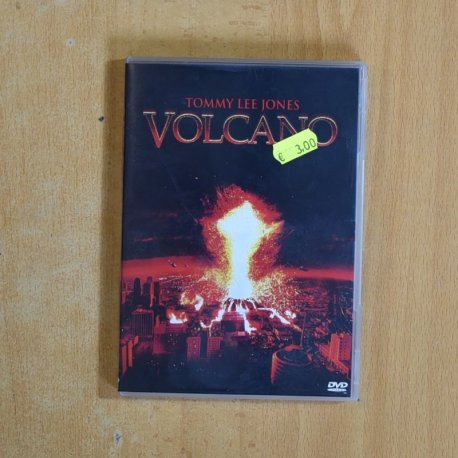 TOMMY LEE JONES
VOLCANO
€ 3,00
DVD